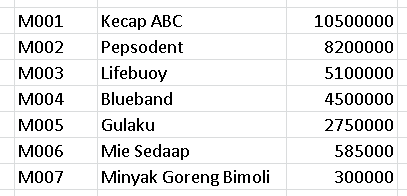 M001 Kecap ABC 10500000
M002 Pepsodent 8200000
M003 Lifebuoy 5100000
M004 Blueband 4500000
M005 Gulaku 2750000
M006 Mie Sedaap 585000
M007 Minyak Goreng Bimoli 300000